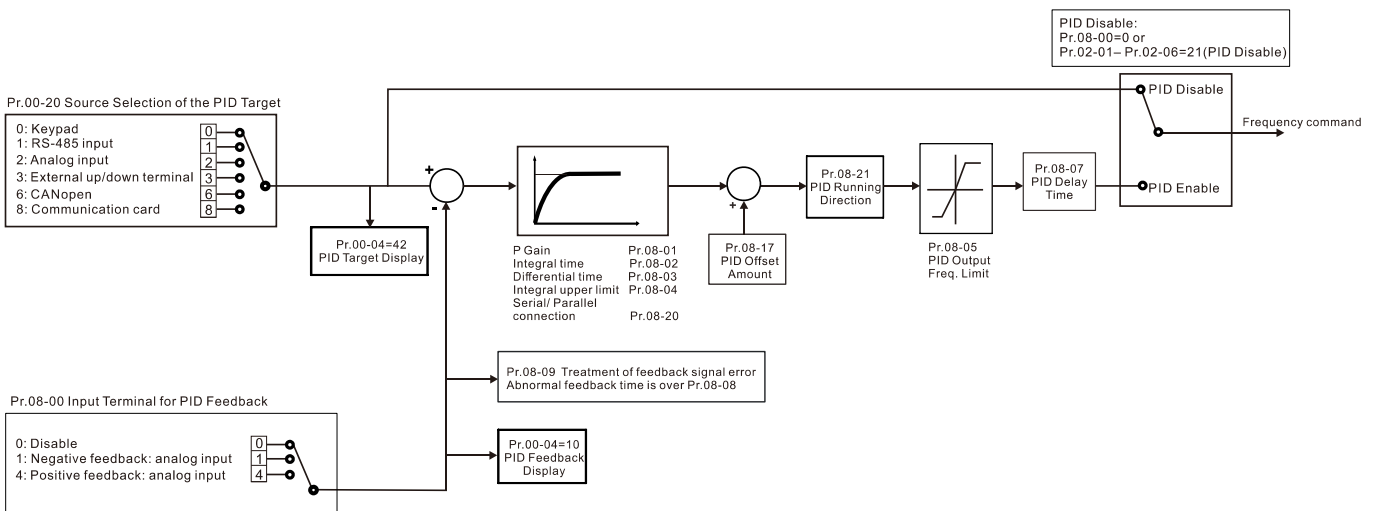 PID Disable:
Pr.08-00=0 or
Pr.02-01– Pr.02-06=21(PID Disable)
Pr.00-20 Source Selection of the PID Target
0: Keypad
1: RS-485 input
2: Analog input
3: External up/down terminal
6: CANopen
8: Communication card
0
1
2
3
6
8
+
-
Pr.00-04=42
PID Target Display
P Gain Pr.08-01
Integral time Pr.08-02
Differential time Pr.08-03
Integral upper limit Pr.08-04
Serial/ Parallel
connection Pr.08-20
+
Pr.08-17
PID Offset
Amount
Pr.08-21
PID Running
Direction
Pr.08-05
PID Output
Freq. Limit
Pr.08-07
PID Delay
Time
PID Disable
PID Enable
Frequency command
Pr.08-09 Treatment of feedback signal error
Abnormal feedback time is over Pr.08-08
Pr.08-00 Input Terminal for PID Feedback
0: Disable
1: Negative feedback: analog input
4: Positive feedback: analog input
0
1
4
Pr.00-04=10
PID Feedback
Display